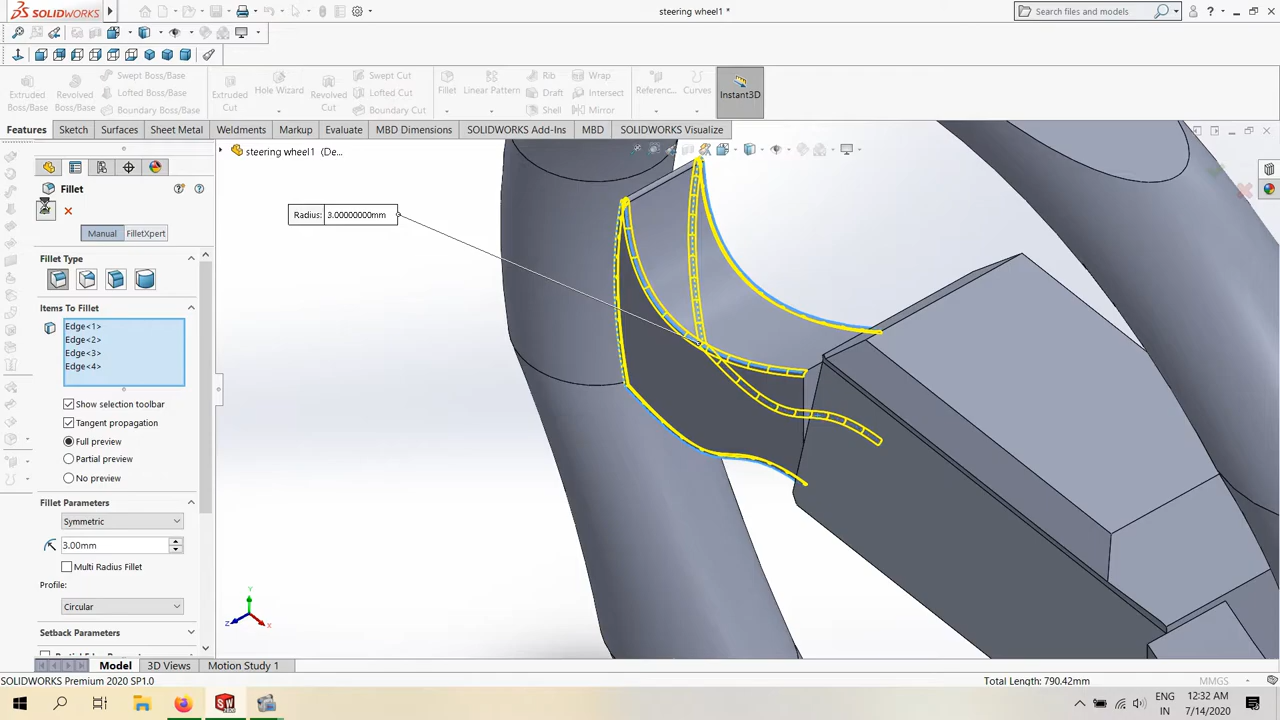 SOLIDWORKS
steering wheel1 *
Search files and models
Extruded Boss/Base
Revolved Boss/Base
Swept Boss/Base
Lofted Boss/Base
Boundary Boss/Base
Extruded Cut
Hole Wizard
Revolved Cut
Swept Cut
Lofted Cut
Boundary Cut
Fillet
Linear Pattern
Rib
Draft
Shell
Wrap
Intersect
Mirror
Referenc...
Curves
Instant3D
Features
Sketch
Surfaces
Sheet Metal
Weldments
Markup
Evaluate
MBD Dimensions
SOLIDWORKS Add-Ins
MBD
SOLIDWORKS Visualize
steering wheel1 (De...
Fillet
Manual
FilletXpert
Fillet Type
Items To Fillet
Edge<1>
Edge<2>
Edge<3>
Edge<4>
Show selection toolbar
Tangent propagation
Full preview
Partial preview
No preview
Fillet Parameters
Symmetric
3.00mm
Multi Radius Fillet
Profile:
Circular
Setback Parameters
Radius: 3.00000000mm
Y
Z
X
Model
3D Views
Motion Study 1
SOLIDWORKS Premium 2020 SP1.0
Total Length: 790.42mm
MMGS
ENG
IN
12:32 AM
7/14/2020